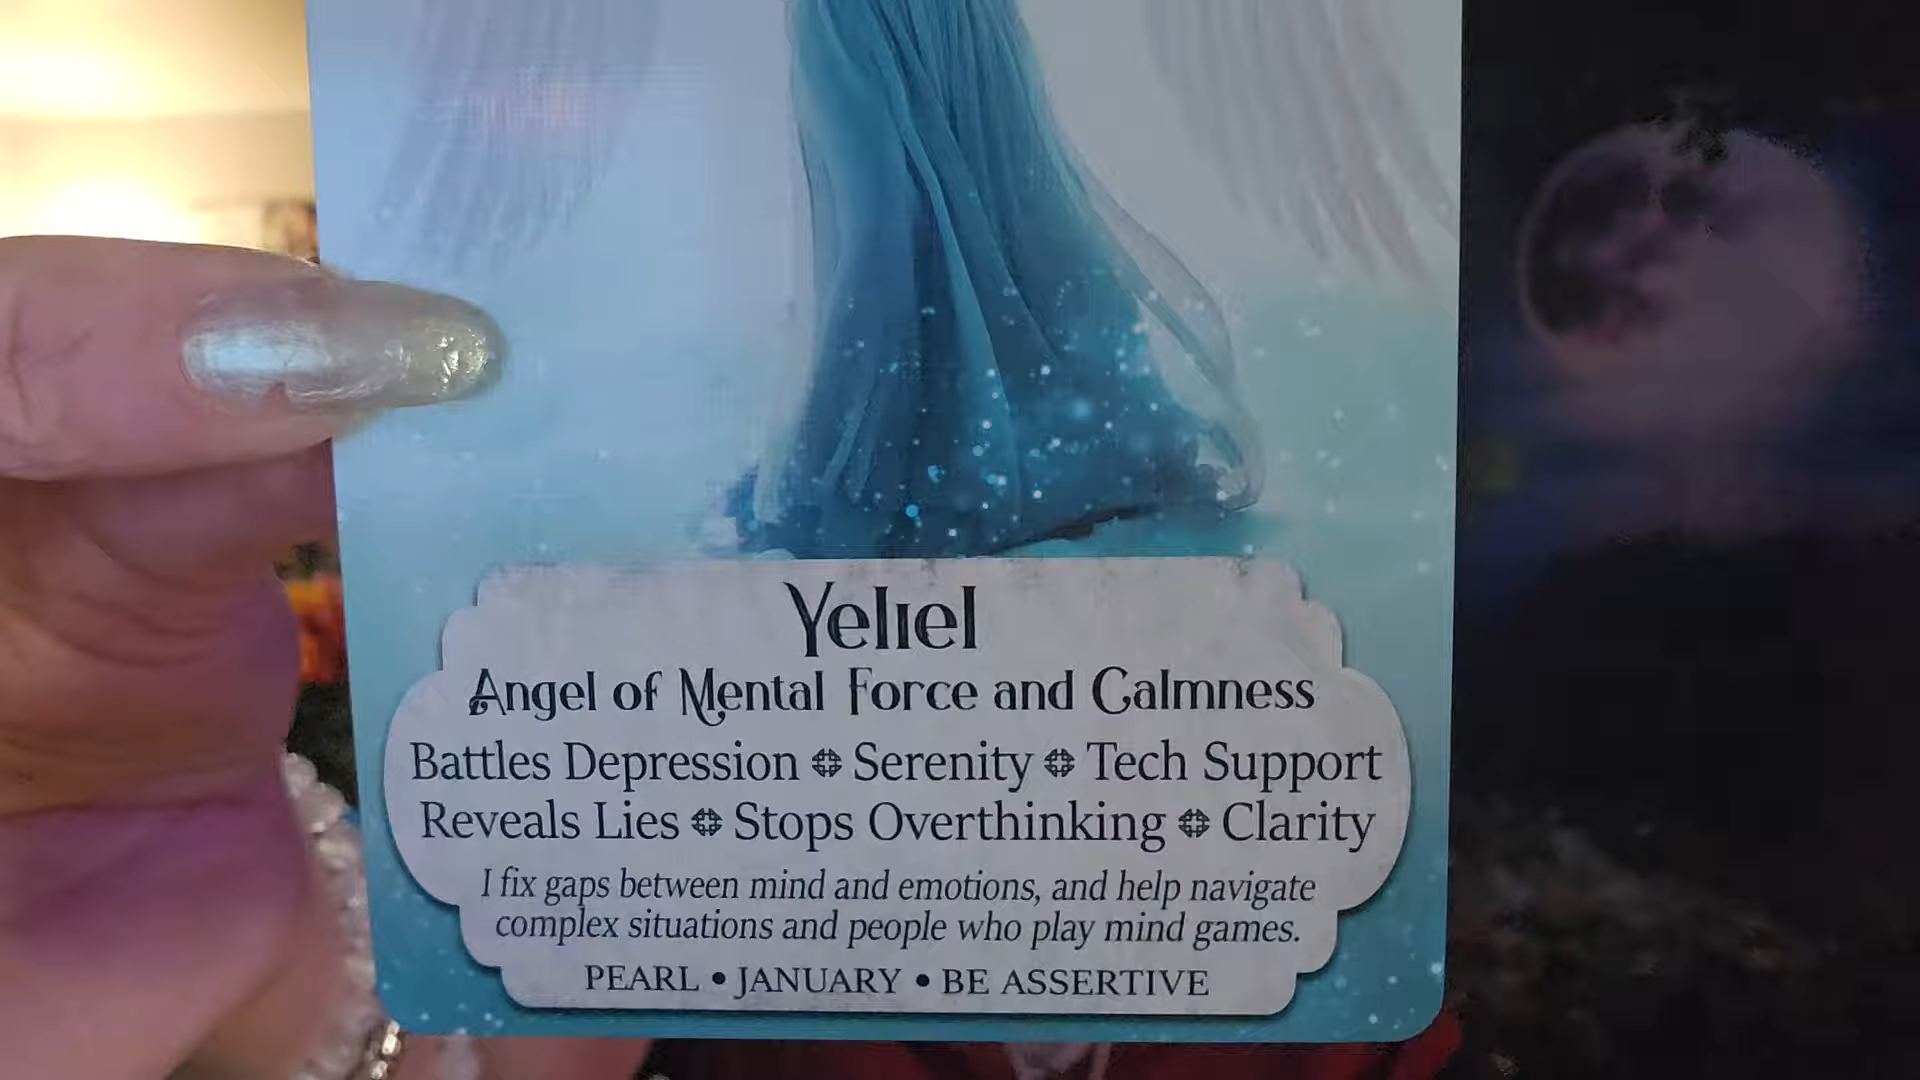 Yeliel
Angel of Mental Force and Calmness
Battles Depression Serenity Tech Support
Reveals Lies Stops Overthinking Clarity
I fix gaps between mind and emotions, and help navigate
complex situations and people who play mind games.
PEARL • JANUARY • BE ASSERTIVE